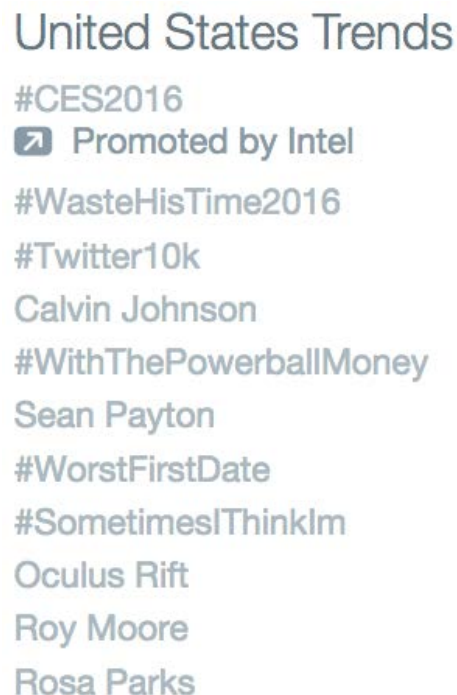 United States Trends
#CES2016
Promoted by Intel
#WasteHisTime2016
#Twitter10k
Calvin Johnson
#WithThePowerballMoney
Sean Payton
#WorstFirstDate
#SometimesIThinkIm
Oculus Rift
Roy Moore
Rosa Parks